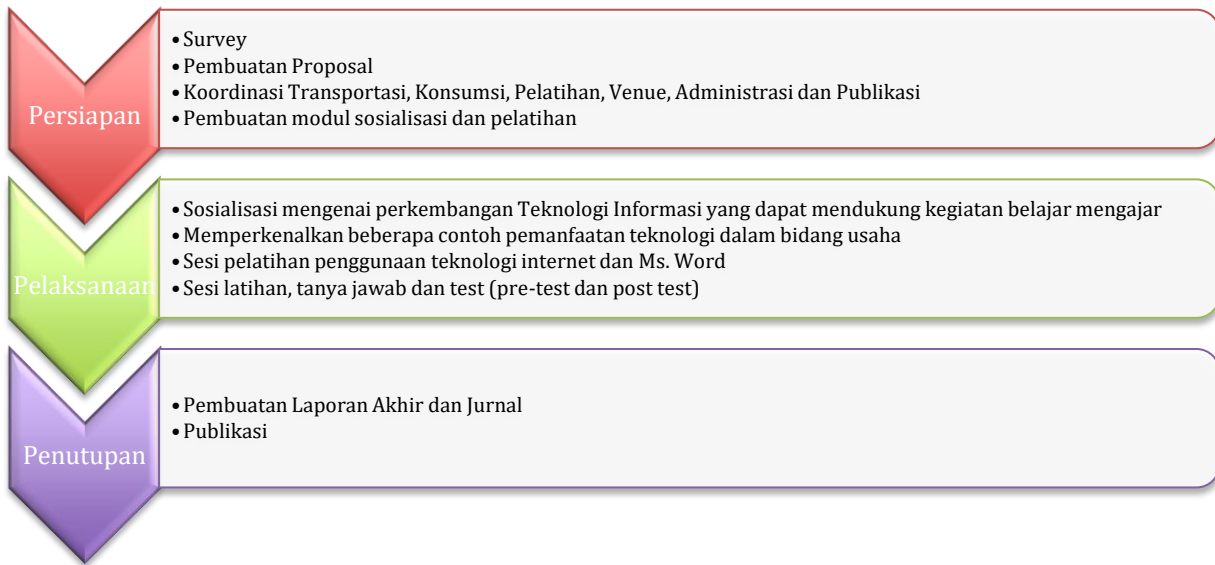 Persiapan
•Survey
•Pembuatan Proposal
•Koordinasi Transportasi, Konsumsi, Pelatihan, Venue, Administrasi dan Publikasi
•Pembuatan modul sosialisasi dan pelatihan
Pelaksanaan
•Sosialisasi mengenai perkembangan Teknologi Informasi yang dapat mendukung kegiatan belajar mengajar
•Memperkenalkan beberapa contoh pemanfaatan teknologi dalam bidang usaha
•Sesi pelatihan penggunaan teknologi internet dan Ms. Word
•Sesi latihan, tanya jawab dan test (pre-test dan post test)
Penutupan
•Pembuatan Laporan Akhir dan Jurnal
•Publikasi